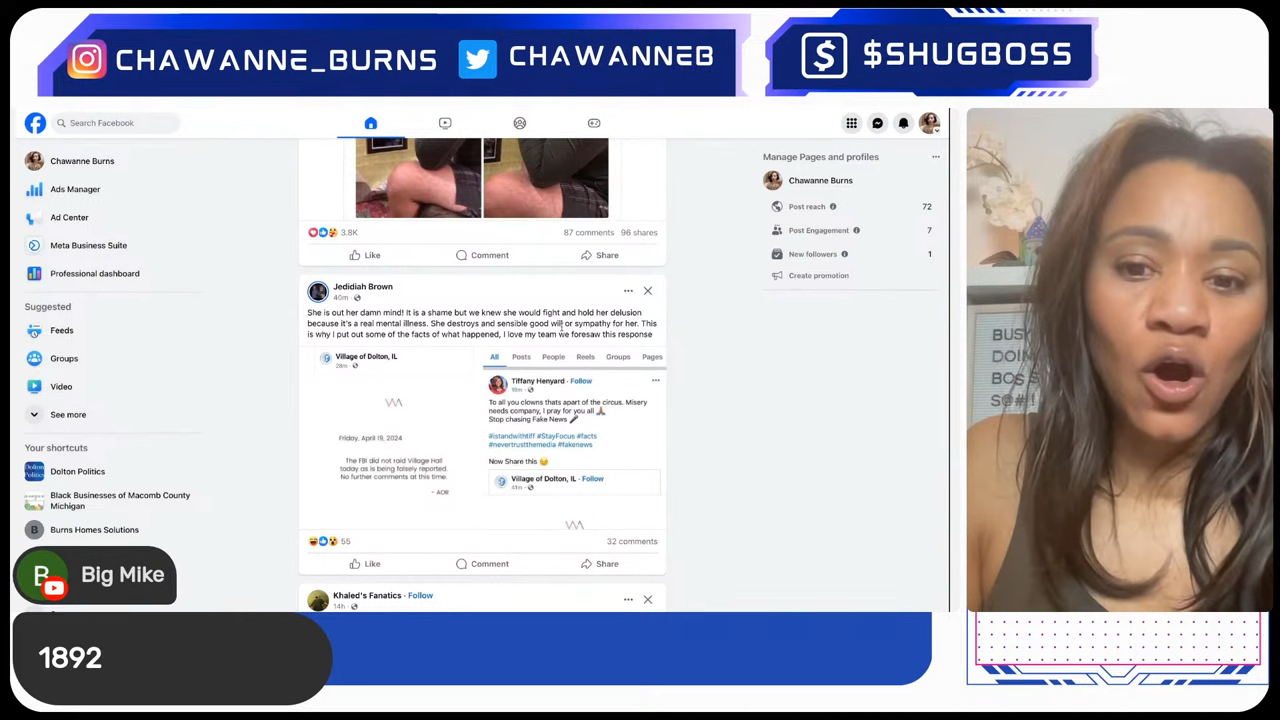 CHAWANNE_BURNS
CHAWANNEB
$SHUGBOSS
Search Facebook
Chawanne Burns
Ads Manager
Ad Center
Meta Business Suite
Professional dashboard
Suggested
Feeds
Groups
Video
See more
Your shortcuts
Dolton Politics
Black Businesses of Macomb County
Michigan
Burns Homes Solutions
B Big Mike
1892
3.8K 87 comments 96 shares
Like Comment Share
Jedidiah Brown
40m
She is out her damn mind! It is a shame but we knew she would fight and hold her delusion
because it's a real mental illness. She destroys and sensible good will or sympathy for her. This
is why I put out some of the facts of what happened, I love my team we foresaw this response
Village of Dolton, IL
28m
Friday, April 19, 2024
The FBI did not raid Village Hall
today as is being falsely reported.
No further comments at this time.
- AOR
All Posts People Reels Groups Pages
Tiffany Henyard · Follow
19m
To all you clowns thats apart of the circus. Misery
needs company, I pray for you all 🙏🏽
Stop chasing Fake News 🎤
#istandwithtiff #StayFocus #facts
#nevertrustthemedia #fakenews
Now Share this 😏
Village of Dolton, IL · Follow
41m
55 32 comments
Like Comment Share
Khaled's Fanatics · Follow
14h
Manage Pages and profiles
Chawanne Burns
Post reach 72
Post Engagement 7
New followers 1
Create promotion
BUSY
DOIN
BOS S
S@#!